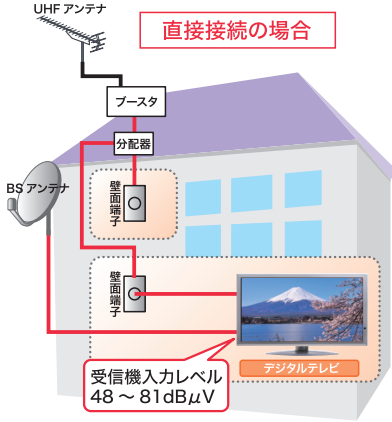 UHF アンテナ
直接接続の場合
ブースタ
分配器
BS アンテナ
壁面端子
壁面端子
デジタルテレビ
受信機入力レベル
48 ～ 81dBμV